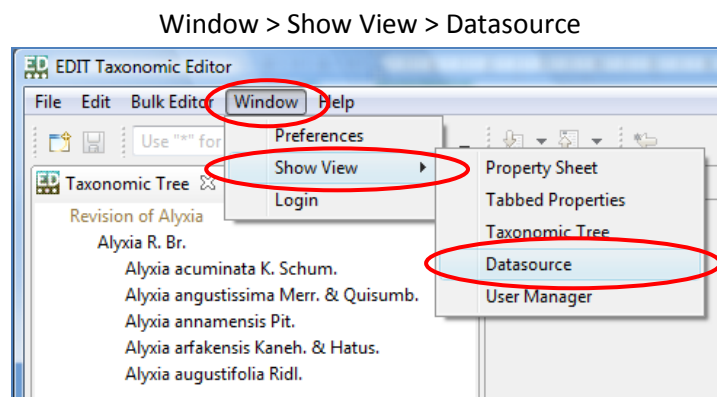 Window > Show View > Datasource
EDIT Taxonomic Editor
File Edit Bulk Editor Window Help
Use "*" for
Preferences
Show View
Login
Property Sheet
Tabbed Properties
Taxonomic Tree
Datasource
User Manager
Taxonomic Tree
Revision of Alyxia
Alyxia R. Br.
Alyxia acuminata K. Schum.
Alyxia angustissima Merr. & Quisumb.
Alyxia annamensis Pit.
Alyxia arfakensis Kaneh. & Hatus.
Alyxia augustifolia Ridl.